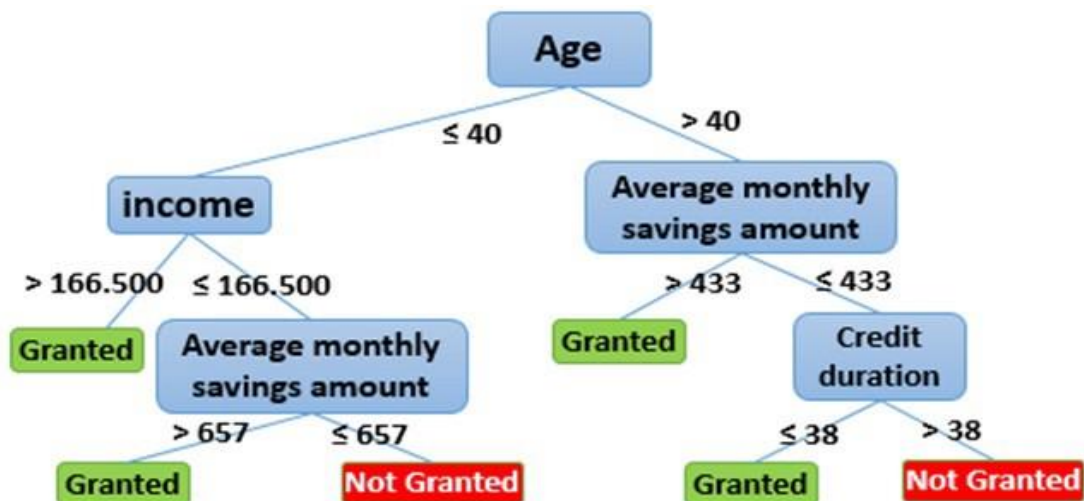 Age
≤ 40
> 40
income
Average monthly
savings amount
> 166.500
≤ 166.500
> 433
≤ 433
Granted
Average monthly
savings amount
Granted
Credit
duration
> 657
≤ 657
≤ 38
> 38
Granted
Not Granted
Granted
Not Granted